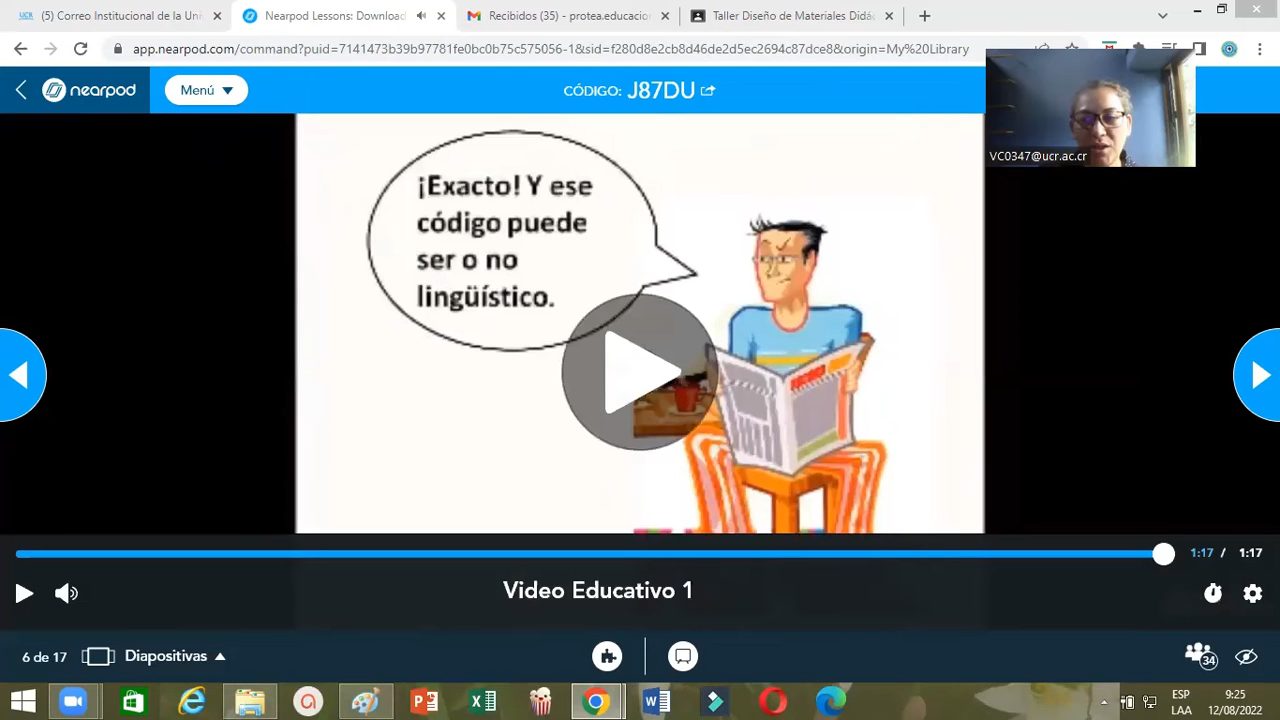 (5) Correo Institucional de la Uni
Nearpod Lessons: Download
Recibidos (35) - protea.educacion
Taller Diseño de Materiales Didá
app.nearpod.com/command?puid=7141473b39b97781fe0bc0b75c575056-1&sid=f280d8e2cb8d46de2d5ec2694c87dce8&origin=My%20Library
nearpod
Menú
CÓDIGO: J87DU
VC0347@ucr.ac.cr
¡Exacto! Y ese
código puede
ser o no
lingüístico.
1:17 / 1:17
Video Educativo 1
6 de 17
Diapositivas
34
ESP
LAA
9:25
12/08/2022